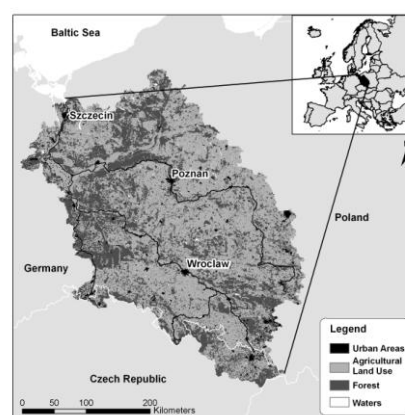 Baltic Sea
Szczecin
Poznan
Poland
Germany
Wroclaw
Czech Republic
Legend
Urban Areas
Agricultural
Land Use
Forest
Waters
0 50 100 200
Kilometers